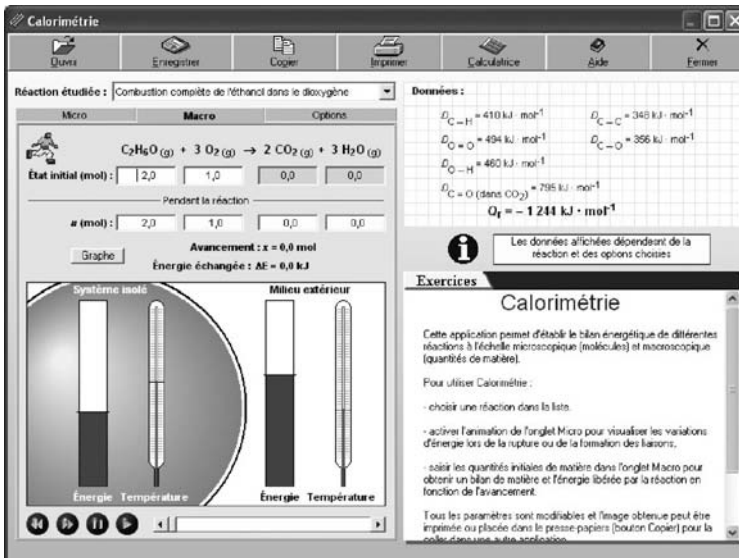 Calorimétrie
Ouvrir Enregistrer Copier Imprimer Calculatrice Aide Fermer
Réaction étudiée : Combustion complète de l'éthanol dans le dioxygène
Micro Macro Options
C₂H₆O (g) + 3 O₂ (g) → 2 CO₂ (g) + 3 H₂O (g)
État initial (mol) : 2,0 1,0 0,0 0,0
Pendant la réaction
n (mol) : 2,0 1,0 0,0 0,0
Graphe
Avancement : x = 0,0 mol
Énergie échangée : ΔE = 0,0 kJ
Système isolé
Milieu extérieur
Énergie Température
Énergie Température
Données :
D C–H = 410 kJ · mol⁻¹ D C–C = 348 kJ · mol⁻¹
D O=O = 494 kJ · mol⁻¹ D C–O = 356 kJ · mol⁻¹
D O–H = 460 kJ · mol⁻¹
D C=O (dans CO₂) = 795 kJ · mol⁻¹
Qr = – 1 244 kJ · mol⁻¹
i
Les données affichées dépendent de la
réaction et des options choisies
Exercices
Calorimétrie
Cette application permet d'établir le bilan énergétique de différentes
réactions à l'échelle microscopique (molécules) et macroscopique
(quantités de matière).
Pour utiliser Calorimétrie :
- choisir une réaction dans la liste.
- activer l'animation de l'onglet Micro pour visualiser les variations
d'énergie lors de la rupture ou de la formation des liaisons,
- saisir les quantités initiales de matière dans l'onglet Macro pour
obtenir un bilan de matière et l'énergie libérée par la réaction en
fonction de l'avancement.
Tous les paramètres sont modifiables et l'image obtenue peut être
imprimée ou placée dans le presse-papiers (bouton Copier) pour la
coller dans une autre application.